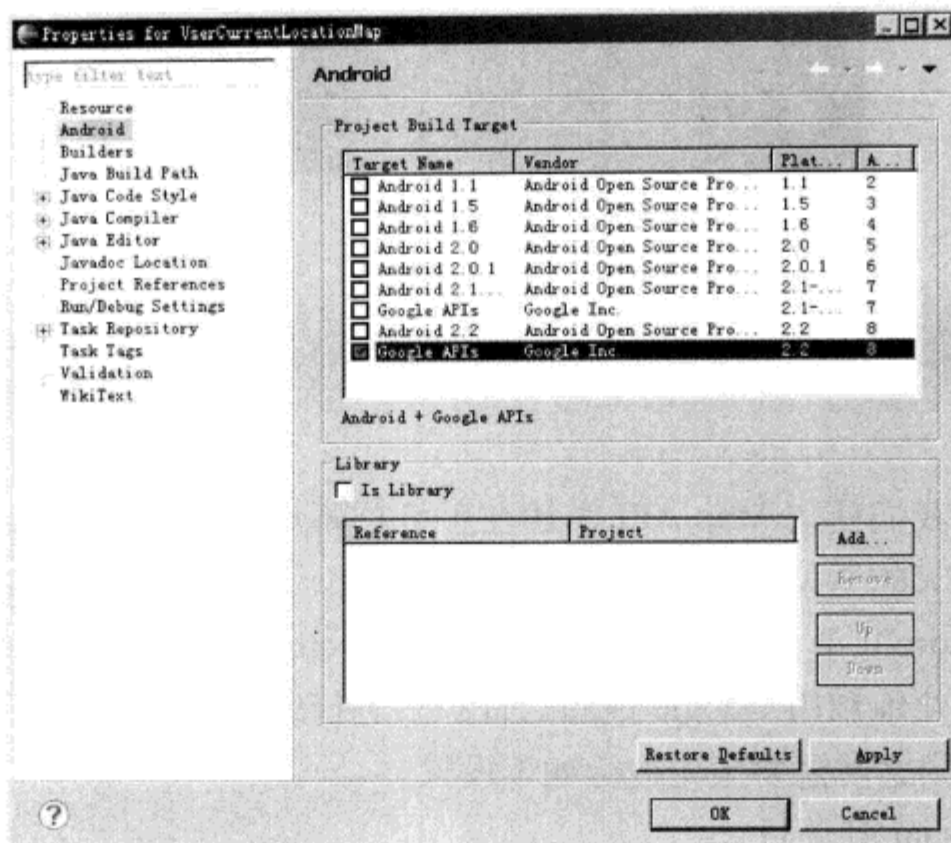 Properties for UserCurrentLocationMap
type filter text
Resource
Android
Builders
Java Build Path
Java Code Style
Java Compiler
Java Editor
Javadoc Location
Project References
Run/Debug Settings
Task Repository
Task Tags
Validation
WikiText
Android
Project Build Target
Target Name Vendor Plat... A...
Android 1.1 Android Open Source Pro... 1.1 2
Android 1.5 Android Open Source Pro... 1.5 3
Android 1.6 Android Open Source Pro... 1.6 4
Android 2.0 Android Open Source Pro... 2.0 5
Android 2.0.1 Android Open Source Pro... 2.0.1 6
Android 2.1... Android Open Source Pro... 2.1-... 7
Google APIs Google Inc. 2.1-... 7
Android 2.2 Android Open Source Pro... 2.2 8
Google APIs Google Inc. 2.2 8
Android + Google APIs
Library
Is Library
Reference Project
Add...
Remove
Up
Down
Restore Defaults Apply
? OK Cancel